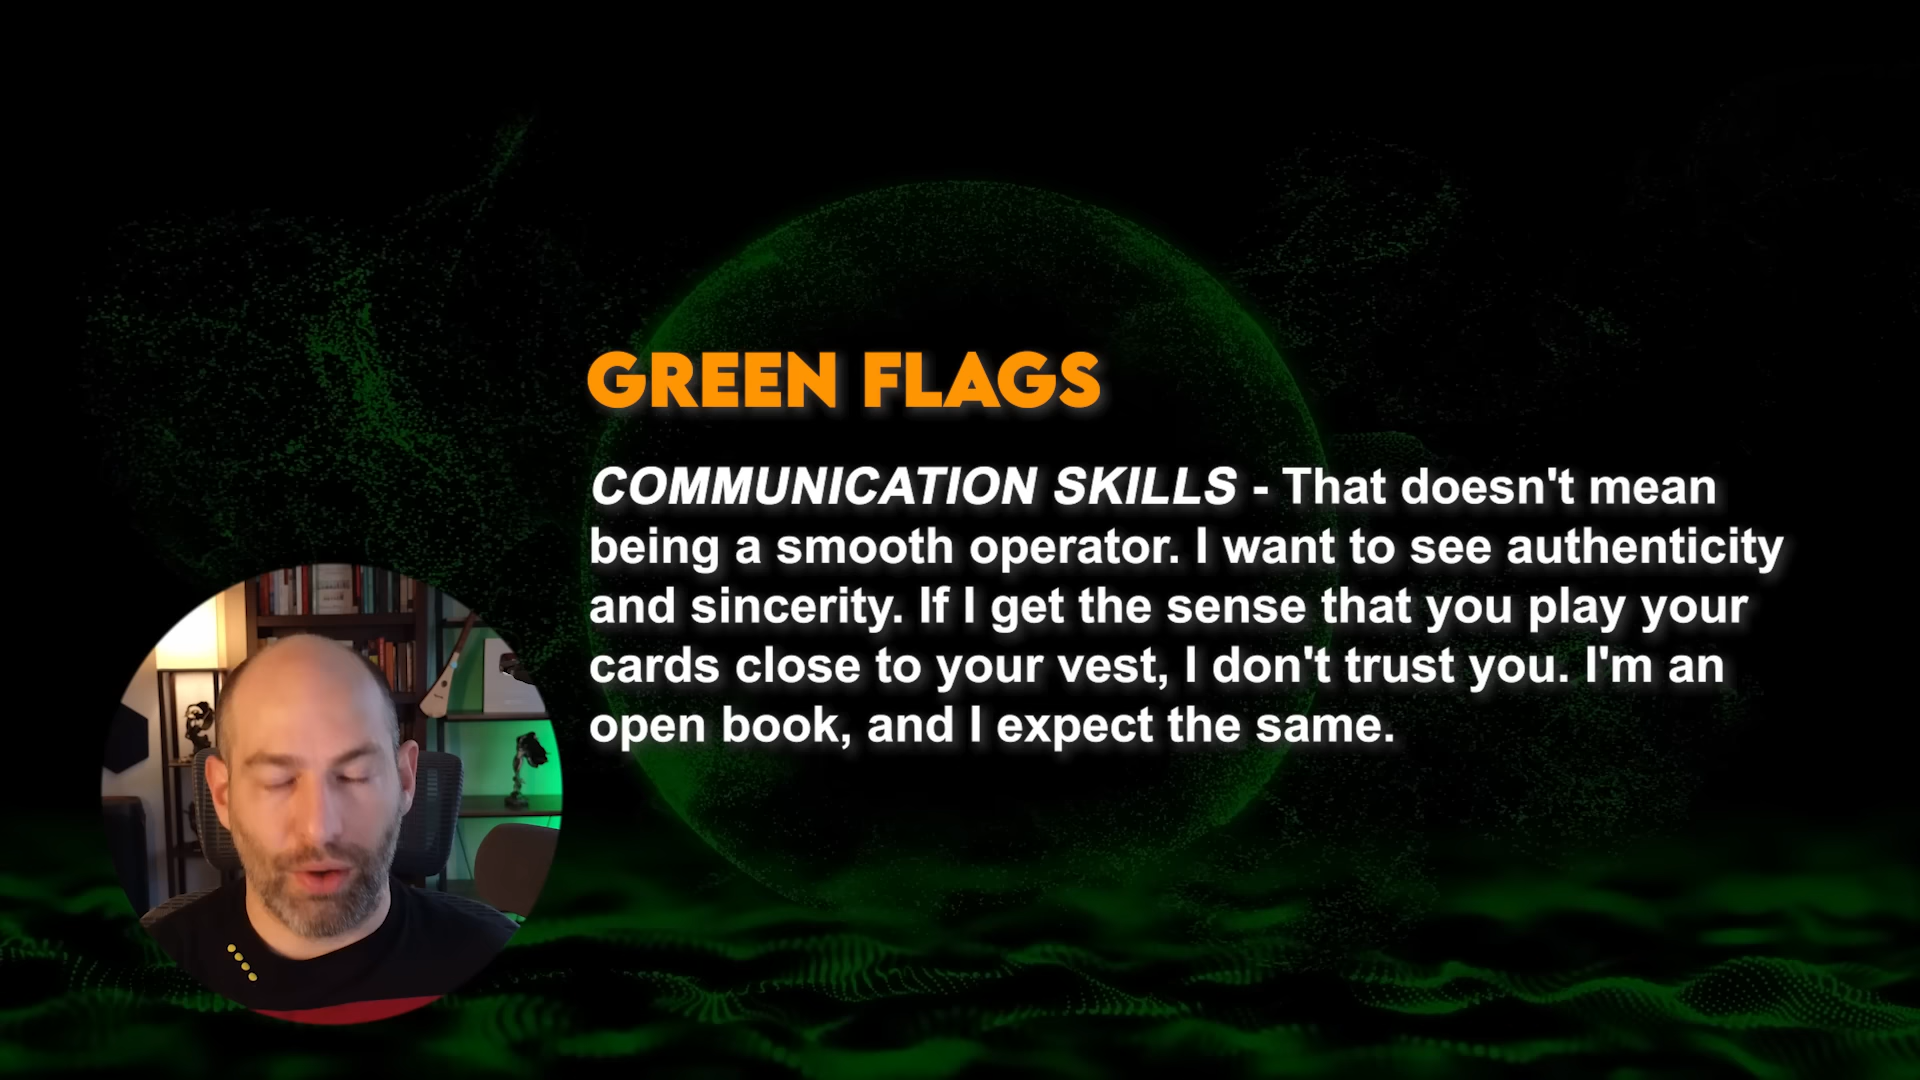 GREEN FLAGS
COMMUNICATION SKILLS - That doesn't mean
being a smooth operator. I want to see authenticity
and sincerity. If I get the sense that you play your
cards close to your vest, I don't trust you. I'm an
open book, and I expect the same.